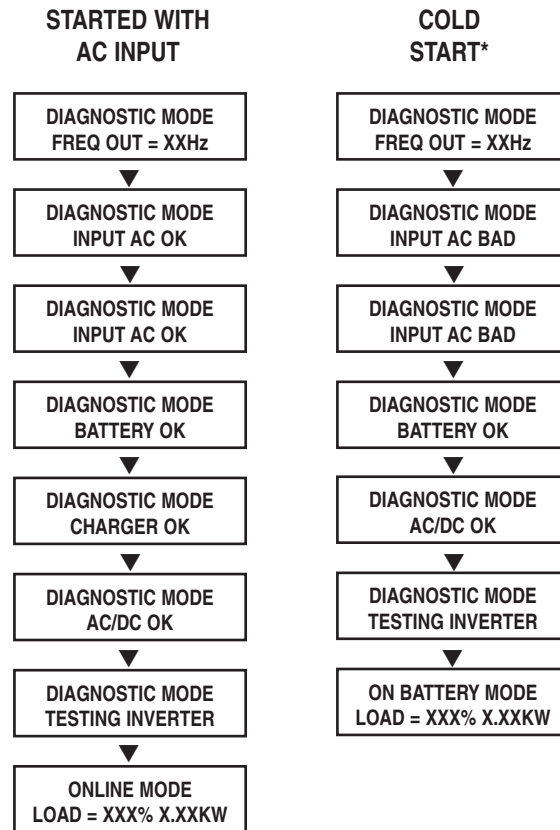 STARTED WITH
AC INPUT
DIAGNOSTIC MODE
FREQ OUT = XXHz
DIAGNOSTIC MODE
INPUT AC OK
DIAGNOSTIC MODE
INPUT AC OK
DIAGNOSTIC MODE
BATTERY OK
DIAGNOSTIC MODE
CHARGER OK
DIAGNOSTIC MODE
AC/DC OK
DIAGNOSTIC MODE
TESTING INVERTER
ONLINE MODE
LOAD = XXX% X.XXKW
COLD
START*
DIAGNOSTIC MODE
FREQ OUT = XXHz
DIAGNOSTIC MODE
INPUT AC BAD
DIAGNOSTIC MODE
INPUT AC BAD
DIAGNOSTIC MODE
BATTERY OK
DIAGNOSTIC MODE
AC/DC OK
DIAGNOSTIC MODE
TESTING INVERTER
ON BATTERY MODE
LOAD = XXX% X.XXKW